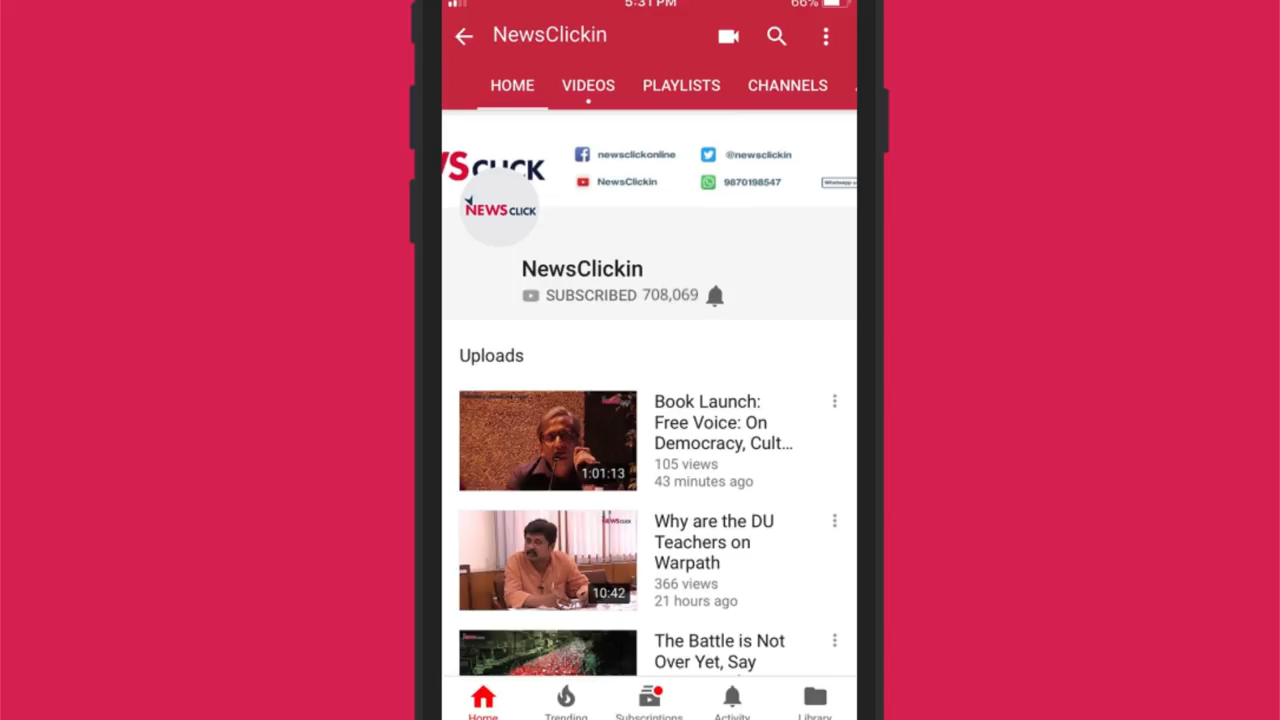 5:31 PM
66%
NewsClickin
HOME
VIDEOS
PLAYLISTS
CHANNELS
WS CLICK
newsclickonline
@newsclickin
NewsClickin
9870198547
Whatsapp
NEWS CLICK
NewsClickin
SUBSCRIBED 708,069
Uploads
Book Launch:
Free Voice: On
Democracy, Cult...
105 views
43 minutes ago
1:01:13
Why are the DU
Teachers on
Warpath
366 views
21 hours ago
NEWSCLICK
10:42
The Battle is Not
Over Yet, Say
Home
Trending
Subscriptions
Activity
Library